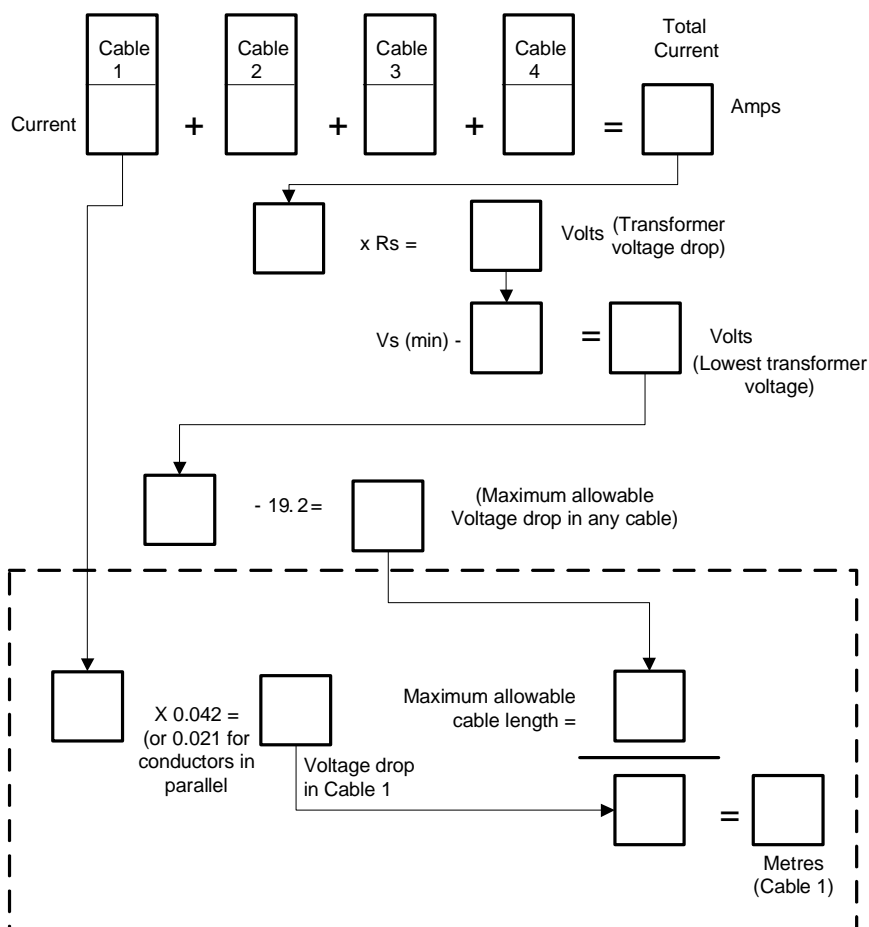 Cable
1
Cable
2
Cable
3
Cable
4
Total
Current
Current
+
+
+
=
Amps
x Rs =
Volts (Transformer
voltage drop)
Vs (min) -
=
Volts
(Lowest transformer
voltage)
- 19.2=
(Maximum allowable
Voltage drop in any cable)
X 0.042 =
(or 0.021 for
conductors in
parallel
Voltage drop
in Cable 1
Maximum allowable
cable length =
=
Metres
(Cable 1)